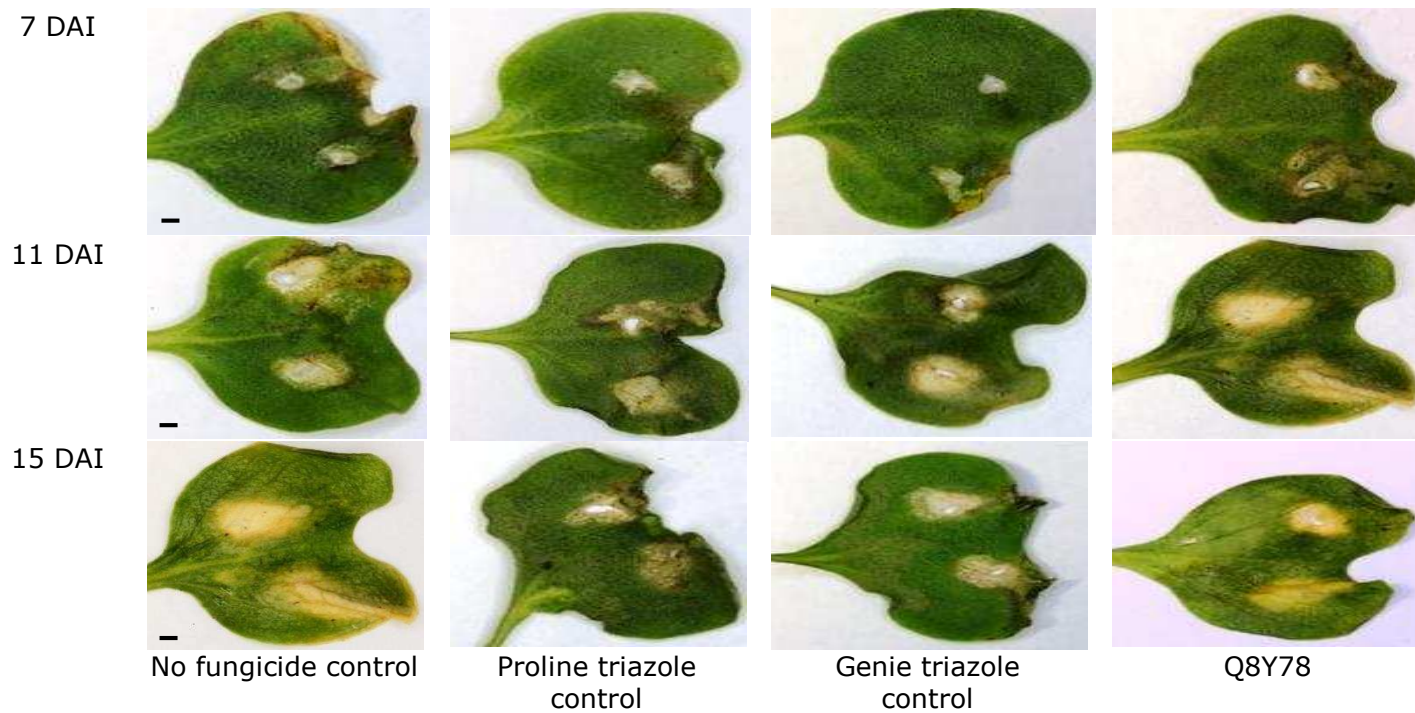 7 DAI
11 DAI
15 DAI
No fungicide control
Proline triazole
control
Genie triazole
control
Q8Y78